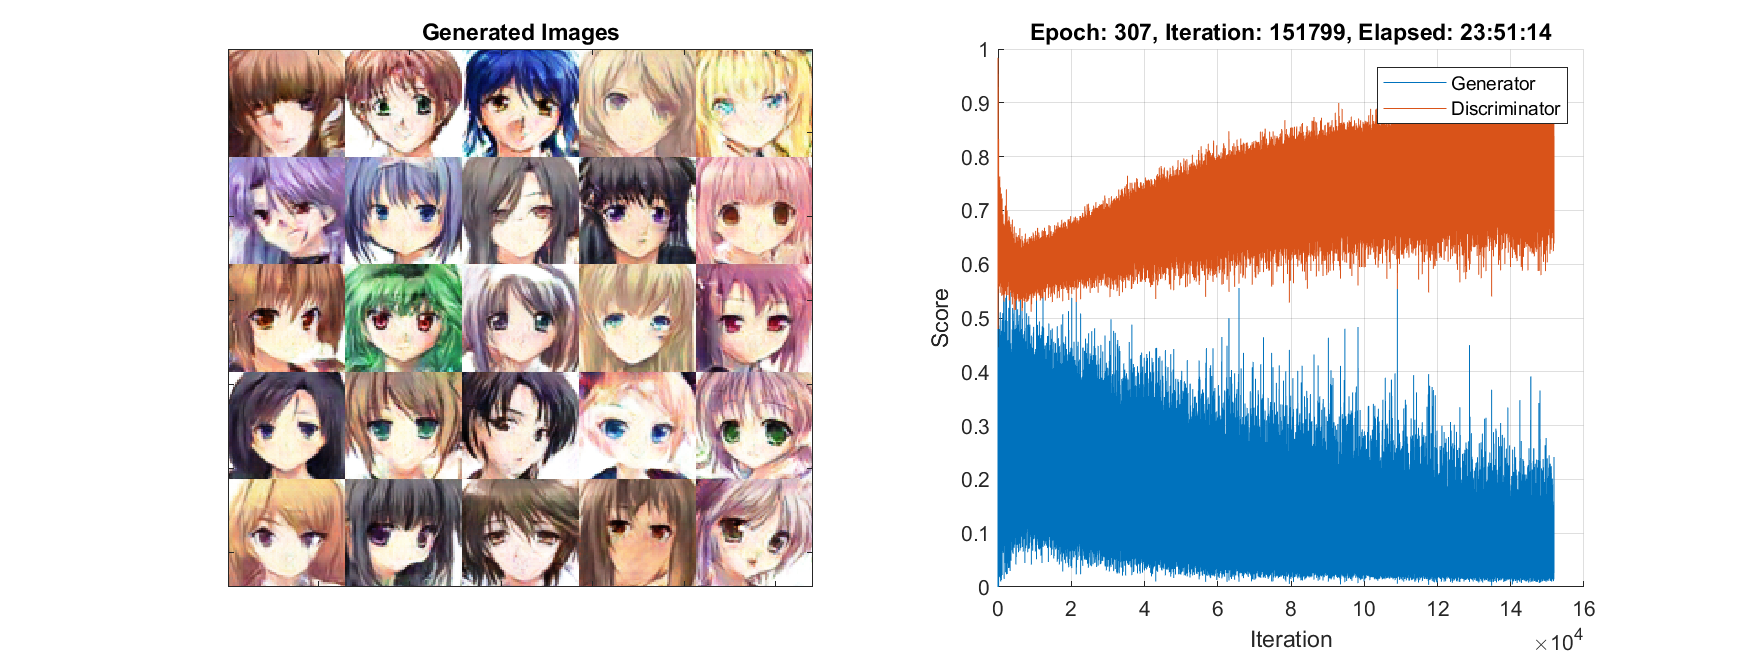 Generated Images
Epoch: 307, Iteration: 151799, Elapsed: 23:51:14
Generator
Discriminator
1
0.9
0.8
0.7
0.6
0.5
0.4
0.3
0.2
0.1
0
Score
0 2 4 6 8 10 12 14 16
Iteration
×10⁴